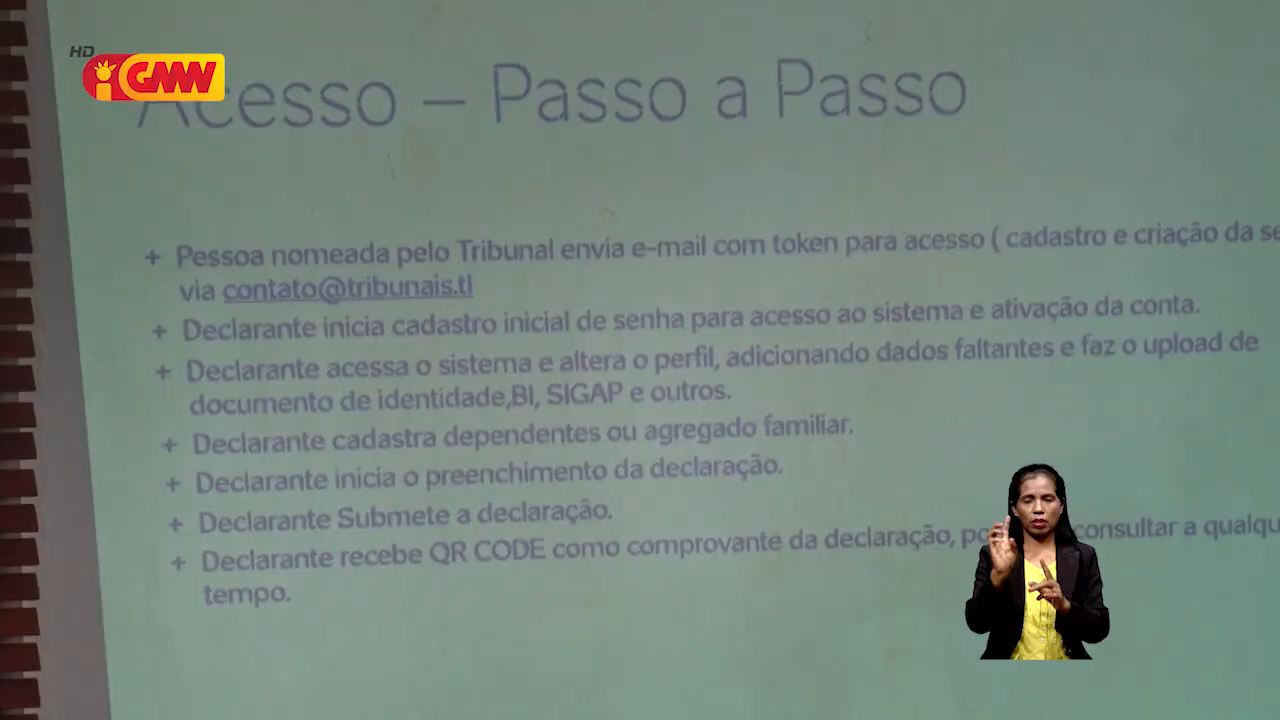 HD
GMN
Acesso – Passo a Passo
+ Pessoa nomeada pelo Tribunal envia e-mail com token para acesso ( cadastro e criação da
via contato@tribunais.tl
+ Declarante inicia cadastro inicial de senha para acesso ao sistema e ativação da conta.
+ Declarante acessa o sistema e altera o perfil, adicionando dados faltantes e faz o upload de
documento de identidade,BI, SIGAP e outros.
+ Declarante cadastra dependentes ou agregado familiar.
+ Declarante inicia o preenchimento da declaração.
+ Declarante Submete a declaração.
+ Declarante recebe QR CODE como comprovante da declaração, consultar a
tempo.